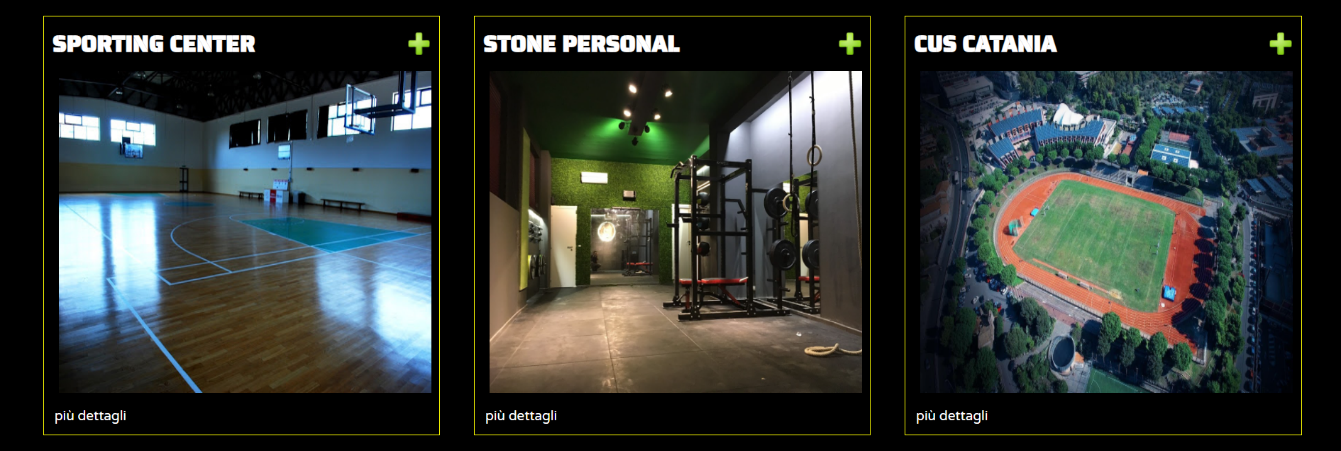 SPORTING CENTER
più dettagli
STONE PERSONAL
più dettagli
CUS CATANIA
più dettagli